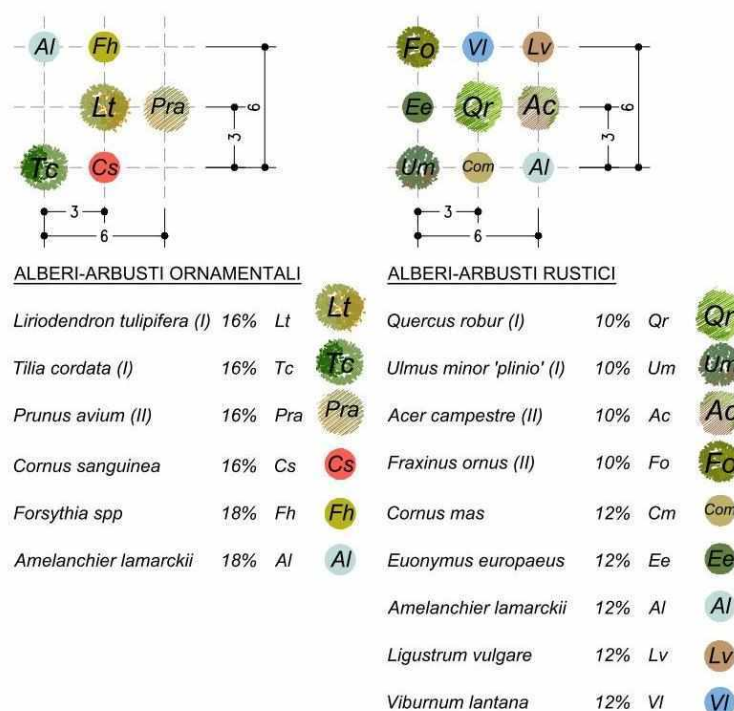 Al Fh
Lt Pra
Tc Cs
3
6
3
6
Fo Vl Lv
Ee Qr Ac
Um Com Al
3
6
3
6
ALBERI-ARBUSTI ORNAMENTALI
Liriodendron tulipifera (I) 16% Lt Lt
Tilia cordata (I) 16% Tc Tc
Prunus avium (II) 16% Pra Pra
Cornus sanguinea 16% Cs Cs
Forsythia spp 18% Fh Fh
Amelanchier lamarckii 18% Al Al
ALBERI-ARBUSTI RUSTICI
Quercus robur (I) 10% Qr Qr
Ulmus minor 'plinio' (I) 10% Um Um
Acer campestre (II) 10% Ac Ac
Fraxinus ornus (II) 10% Fo Fo
Cornus mas 12% Cm Com
Euonymus europaeus 12% Ee Ee
Amelanchier lamarckii 12% Al Al
Ligustrum vulgare 12% Lv Lv
Viburnum lantana 12% Vl Vl